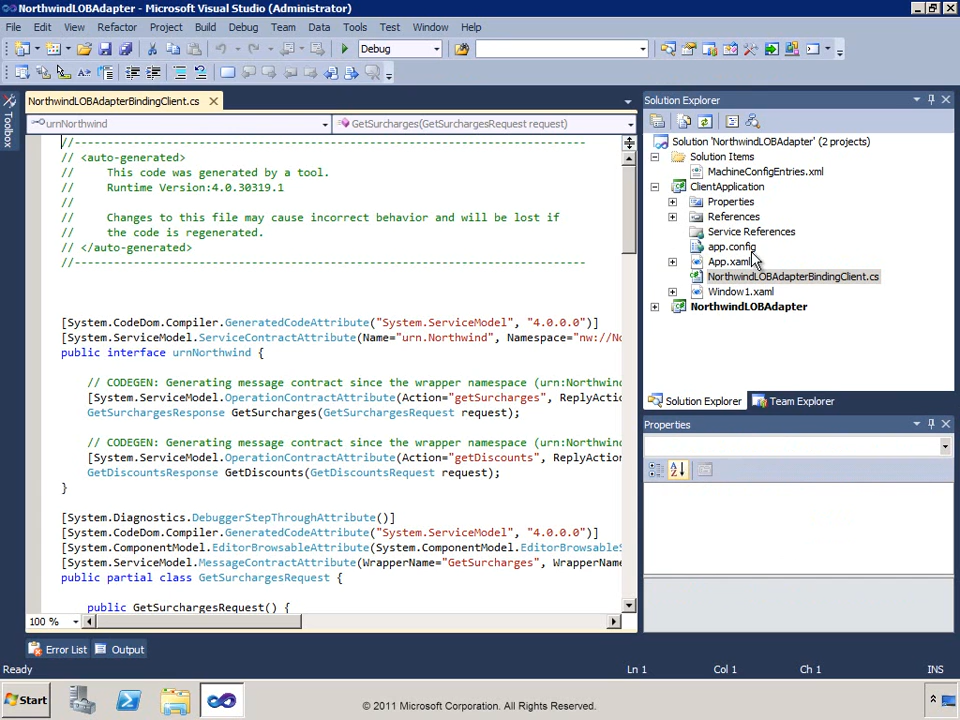 NorthwindLOBAdapter - Microsoft Visual Studio (Administrator)
File Edit View Refactor Project Build Debug Team Data Tools Test Window Help
Debug
Toolbox
NorthwindLOBAdapterBindingClient.cs
urnNorthwind
GetSurcharges(GetSurchargesRequest request)
//------------------------------------------------------------------------------
// <auto-generated>
//     This code was generated by a tool.
//     Runtime Version:4.0.30319.1
//
//     Changes to this file may cause incorrect behavior and will be lost if
//     the code is regenerated.
// </auto-generated>
//------------------------------------------------------------------------------
[System.CodeDom.Compiler.GeneratedCodeAttribute("System.ServiceModel", "4.0.0.0")]
[System.ServiceModel.ServiceContractAttribute(Name="urn.Northwind", Namespace="nw://No
public interface urnNorthwind {
// CODEGEN: Generating message contract since the wrapper namespace (urn:Northwind
[System.ServiceModel.OperationContractAttribute(Action="getSurcharges", ReplyActio
GetSurchargesResponse GetSurcharges(GetSurchargesRequest request);
// CODEGEN: Generating message contract since the wrapper namespace (urn:Northwind
[System.ServiceModel.OperationContractAttribute(Action="getDiscounts", ReplyAction
GetDiscountsResponse GetDiscounts(GetDiscountsRequest request);
}
[System.Diagnostics.DebuggerStepThroughAttribute()]
[System.CodeDom.Compiler.GeneratedCodeAttribute("System.ServiceModel", "4.0.0.0")]
[System.ComponentModel.EditorBrowsableAttribute(System.ComponentModel.EditorBrowsableS
[System.ServiceModel.MessageContractAttribute(WrapperName="GetSurcharges", WrapperName
public partial class GetSurchargesRequest {
public GetSurchargesRequest() {
100 %
Solution Explorer
Solution 'NorthwindLOBAdapter' (2 projects)
Solution Items
MachineConfigEntries.xml
ClientApplication
Properties
References
Service References
app.config
App.xaml
NorthwindLOBAdapterBindingClient.cs
Window1.xaml
NorthwindLOBAdapter
Solution Explorer
Team Explorer
Properties
Error List
Output
Ready
Ln 1
Col 1
Ch 1
INS
Start
© 2011 Microsoft Corporation. All Rights Reserved.